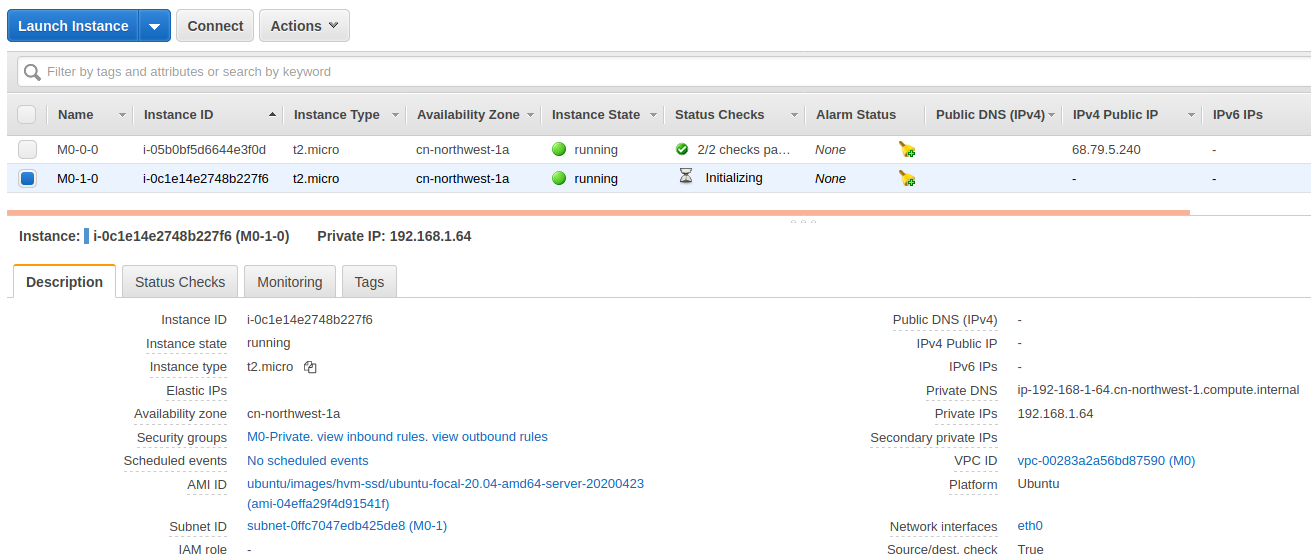 Launch Instance Connect Actions
Filter by tags and attributes or search by keyword
Name Instance ID Instance Type Availability Zone Instance State Status Checks Alarm Status Public DNS (IPv4) IPv4 Public IP IPv6 IPs
M0-0-0 i-05b0bf5d6644e3f0d t2.micro cn-northwest-1a running 2/2 checks pa… None 68.79.5.240 -
M0-1-0 i-0c1e14e2748b227f6 t2.micro cn-northwest-1a running Initializing None - -
Instance: i-0c1e14e2748b227f6 (M0-1-0) Private IP: 192.168.1.64
Description Status Checks Monitoring Tags
Instance ID i-0c1e14e2748b227f6 Public DNS (IPv4) -
Instance state running IPv4 Public IP -
Instance type t2.micro IPv6 IPs -
Elastic IPs Private DNS ip-192-168-1-64.cn-northwest-1.compute.internal
Availability zone cn-northwest-1a Private IPs 192.168.1.64
Security groups M0-Private. view inbound rules. view outbound rules Secondary private IPs
Scheduled events No scheduled events VPC ID vpc-00283a2a56bd87590 (M0)
AMI ID ubuntu/images/hvm-ssd/ubuntu-focal-20.04-amd64-server-20200423 Platform Ubuntu
(ami-04effa29f4d91541f)
Subnet ID subnet-0ffc7047edb425de8 (M0-1) Network interfaces eth0
IAM role - Source/dest. check True